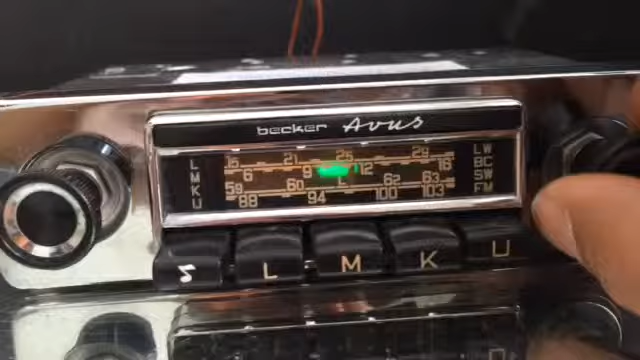 becker Avus
L 15 21 25 29 LW
M 6 9 12 16 BC
K 59 60 L 62 63 SW
U 88 94 100 103 FM
L M K U